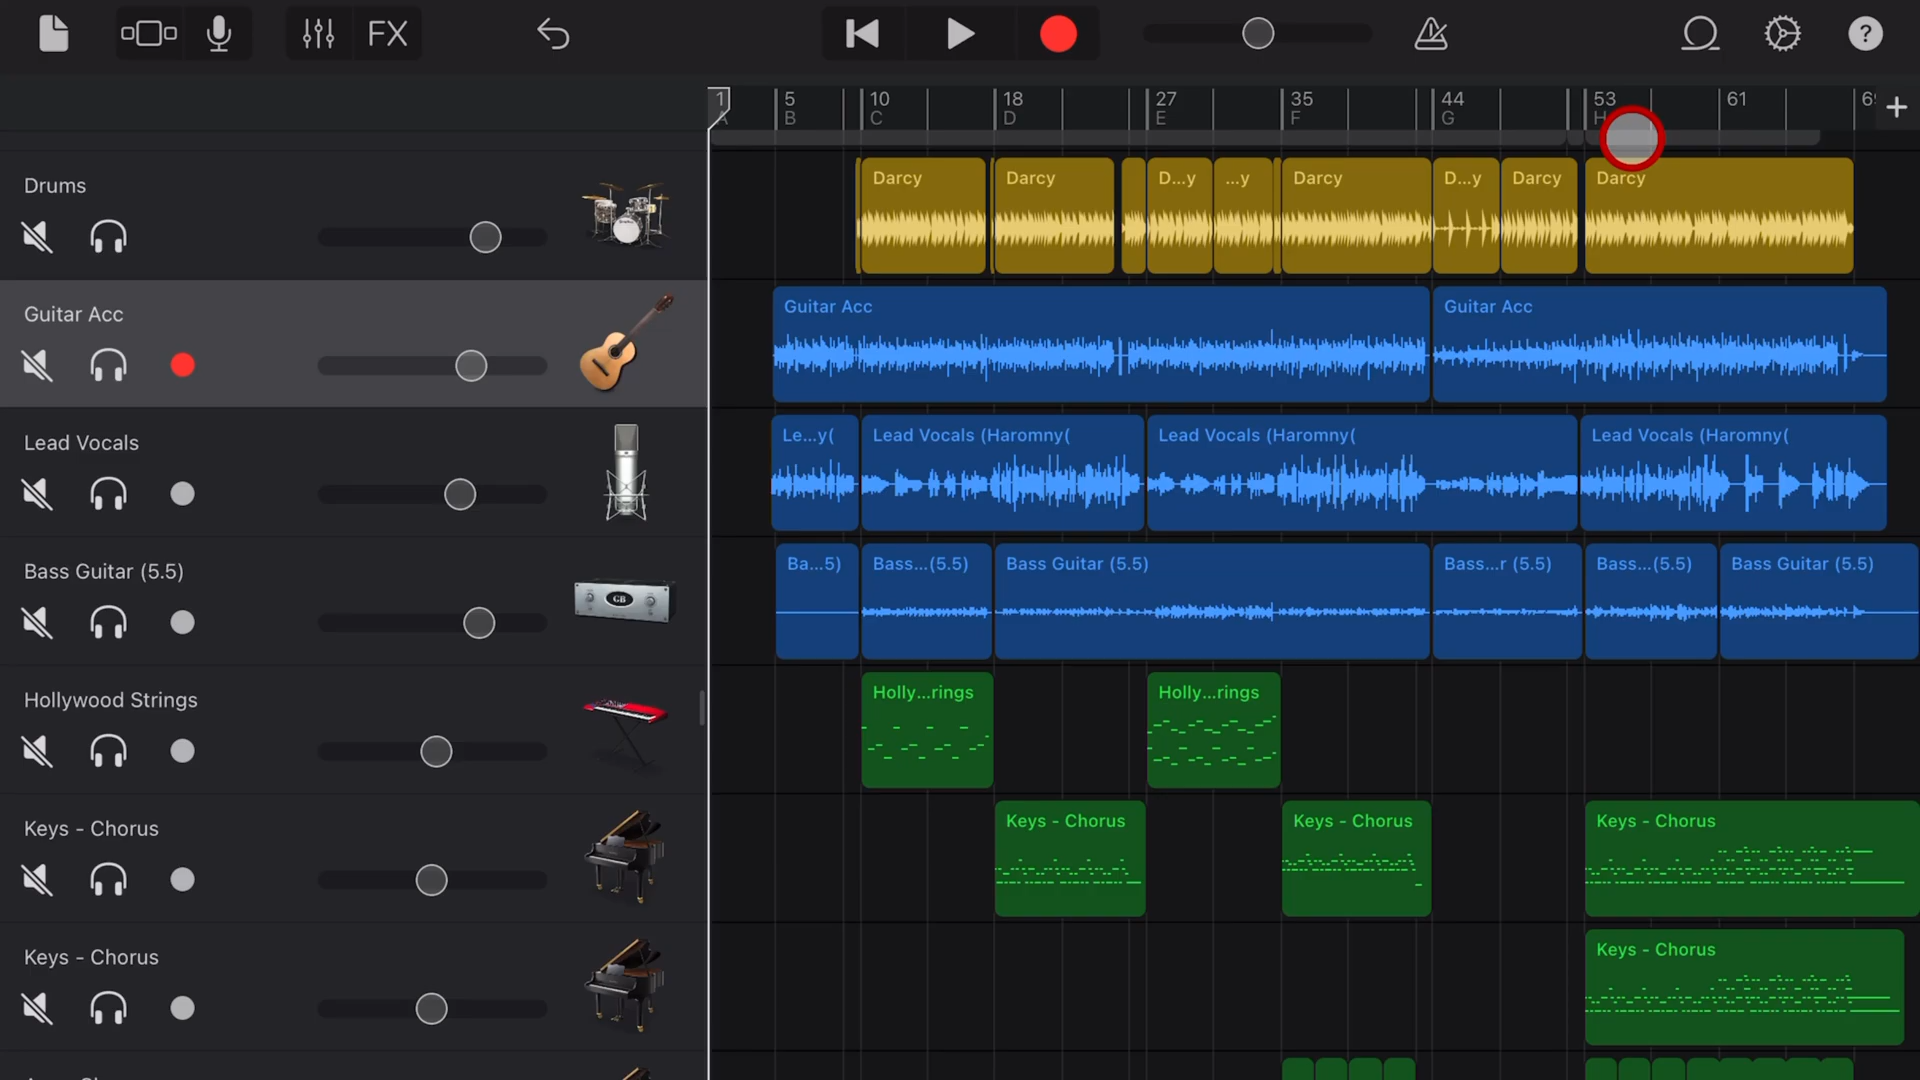 FX
?
1 5 10 18 27 35 44 53 61
A B C D E F G H
Drums
Darcy Darcy D...y ...y Darcy D...y Darcy Darcy
Guitar Acc
Guitar Acc Guitar Acc
Lead Vocals
Le...y( Lead Vocals (Haromny( Lead Vocals (Haromny( Lead Vocals (Haromny(
Bass Guitar (5.5)
GB
Ba...5) Bass...(5.5) Bass Guitar (5.5) Bass...r (5.5) Bass...(5.5) Bass Guitar (5.5)
Hollywood Strings
Holly...rings Holly...rings
Keys - Chorus
Keys - Chorus Keys - Chorus Keys - Chorus
Keys - Chorus
Keys - Chorus